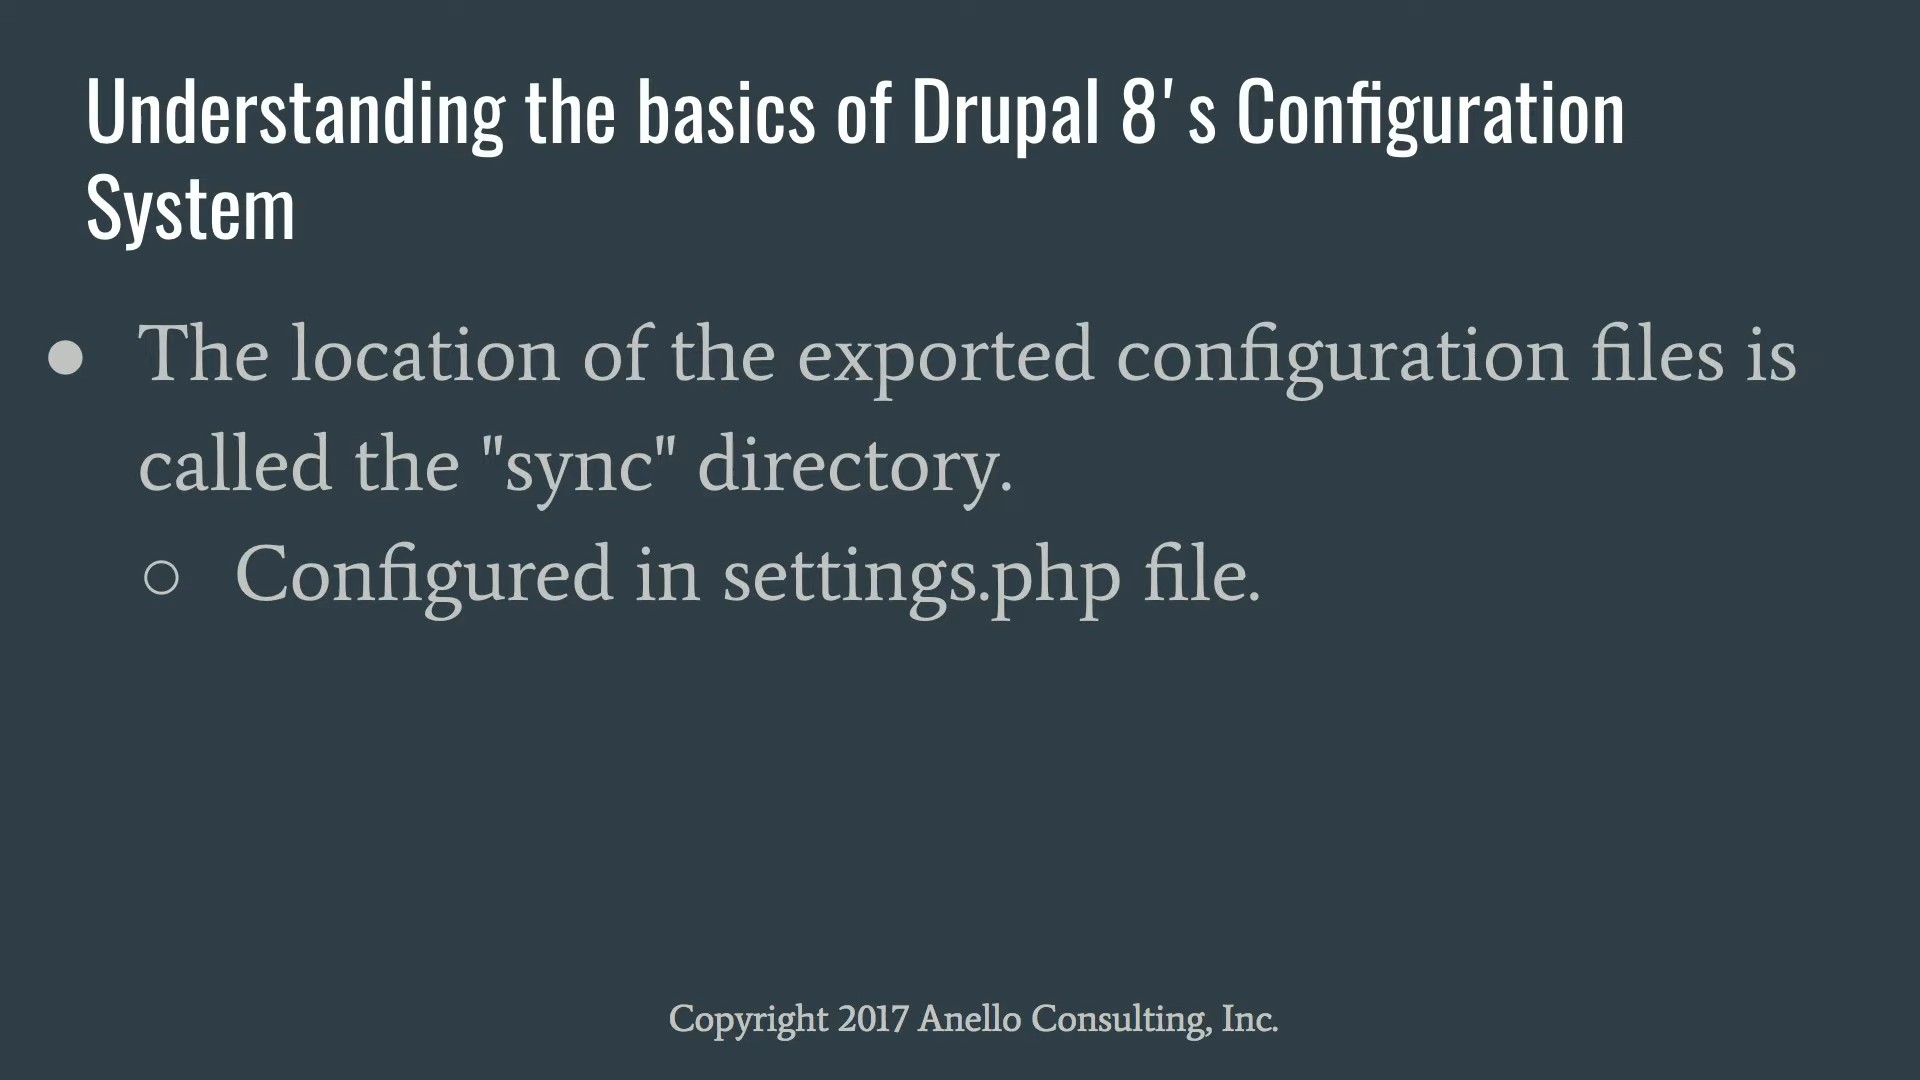 Understanding the basics of Drupal 8's Configuration
System
● The location of the exported configuration files is
called the "sync" directory.
○ Configured in settings.php file.
Copyright 2017 Anello Consulting, Inc.